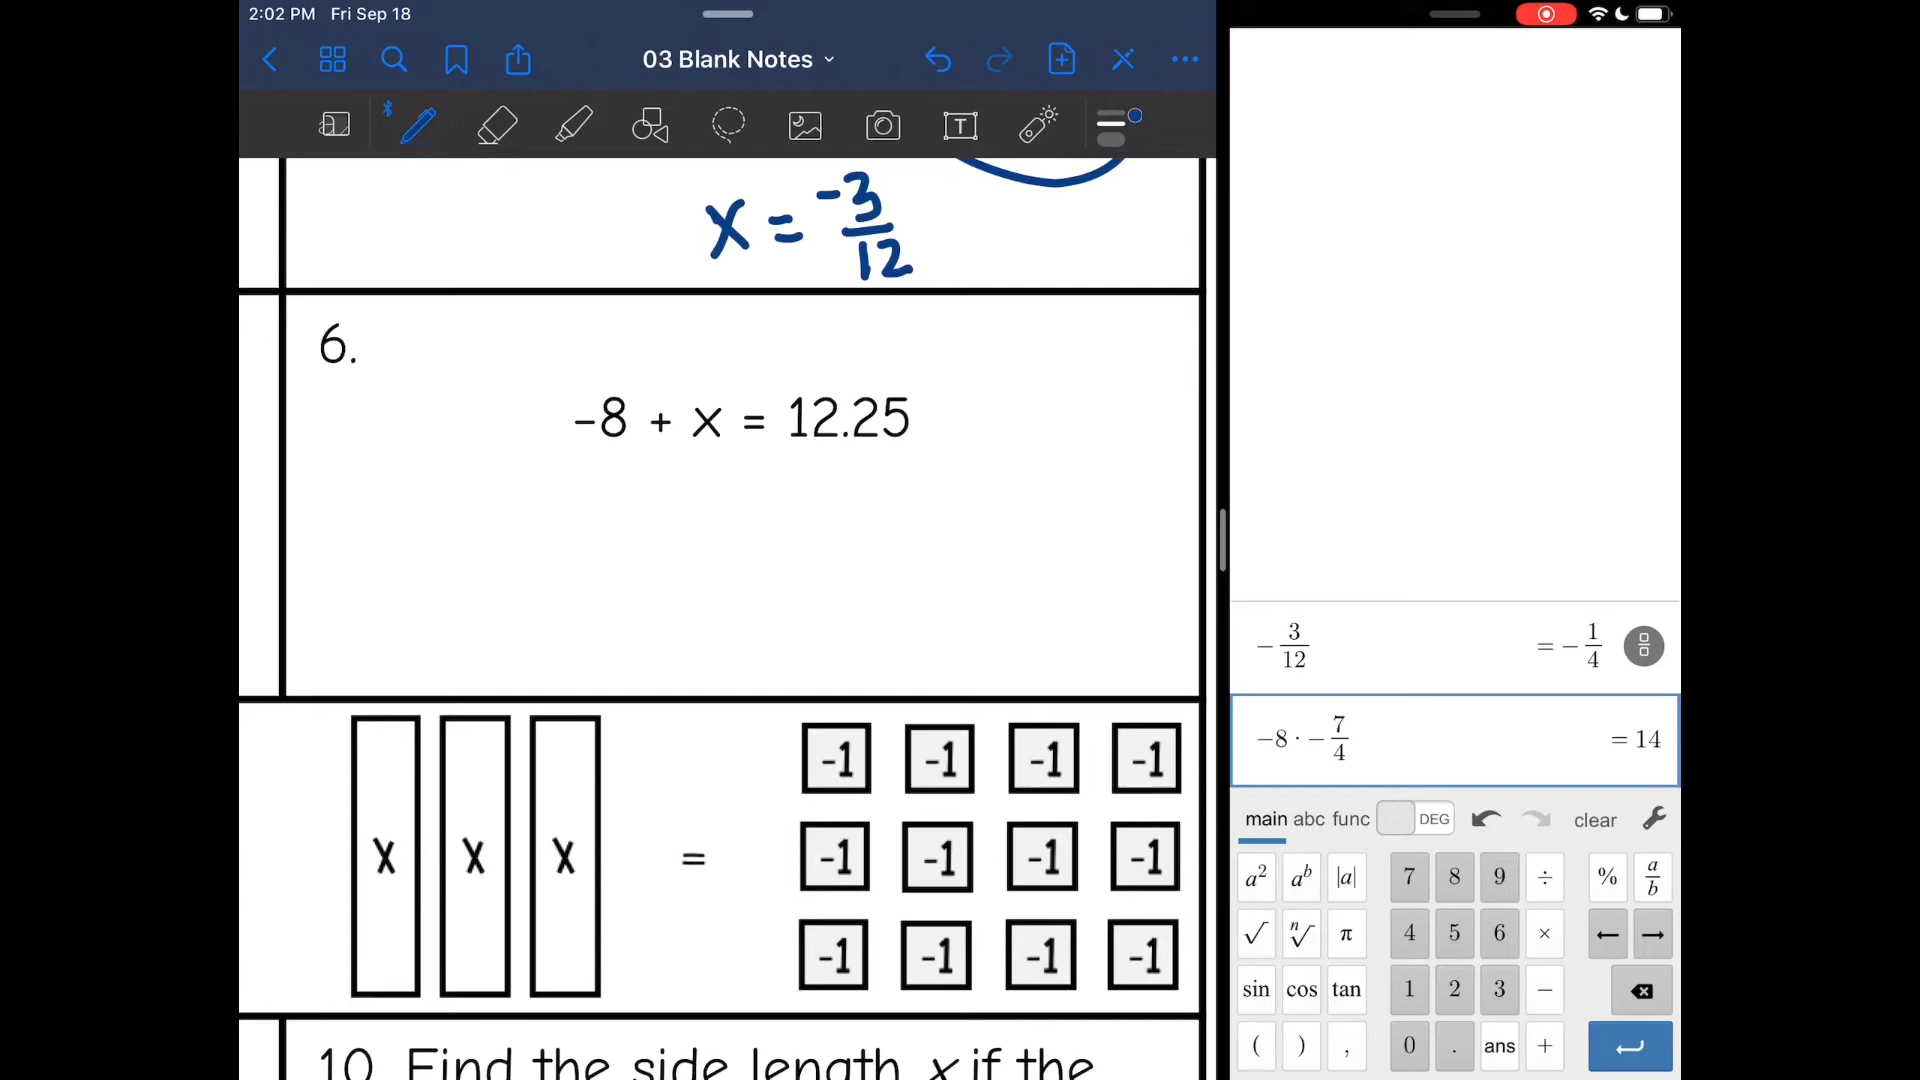 2:02 PM Fri Sep 18
03 Blank Notes
a
T
x = -3/12
6.
-8 + x = 12.25
x x x = -1 -1 -1 -1
-1 -1 -1 -1
-1 -1 -1 -1
10. Find the side length x if the
-3/12 = -1/4
-8 · -7/4 = 14
main abc func DEG clear
a² aᵇ |a| 7 8 9 ÷ % a/b
√ ⁿ√ π 4 5 6 × ← →
sin cos tan 1 2 3 −
( ) , 0 . ans +